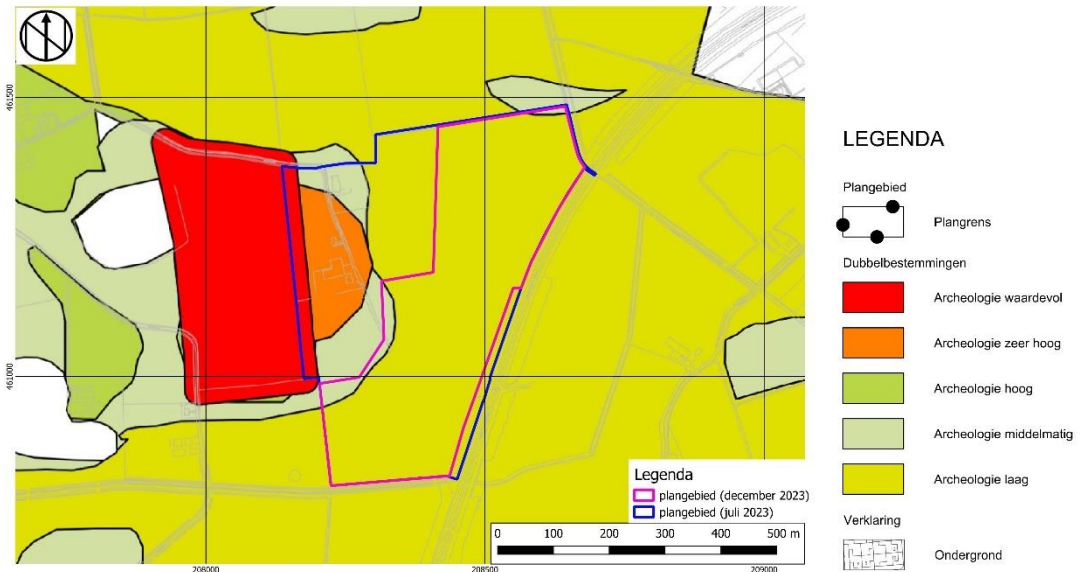 461500
461000
208000
208500
209000
Legenda
plangebied (december 2023)
plangebied (juli 2023)
0 100 200 300 400 500 m
LEGENDA
Plangebied
Plangrens
Dubbelbestemmingen
Archeologie waardevol
Archeologie zeer hoog
Archeologie hoog
Archeologie middelmatig
Archeologie laag
Verklaring
Ondergrond